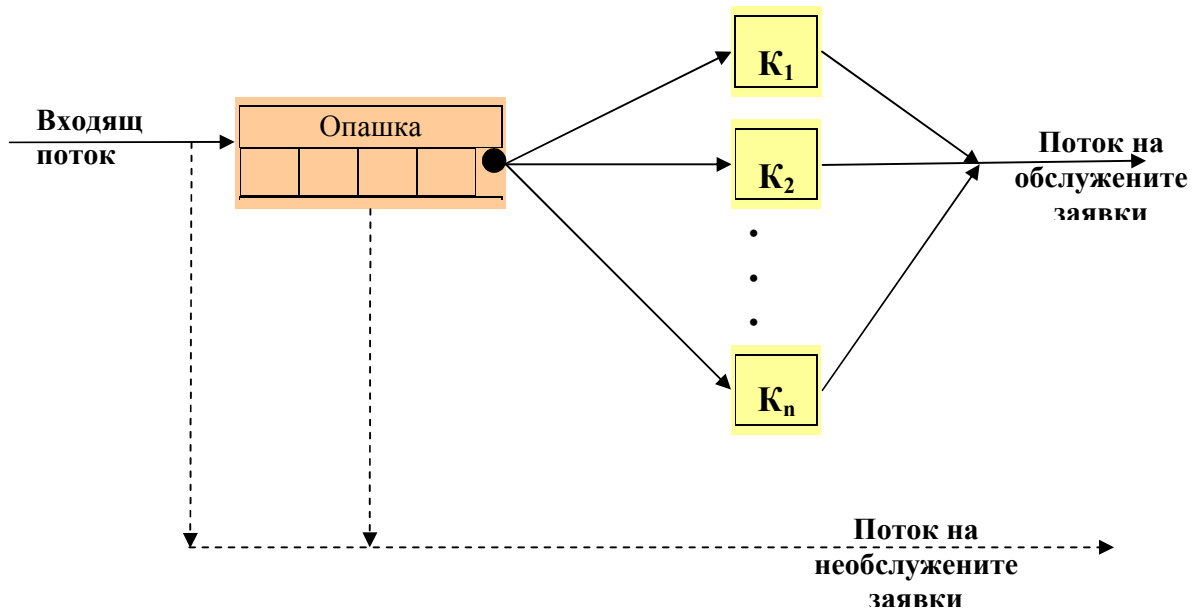 Входящ
поток
Опашка
К1
К2
Кn
Поток на
обслужените
заявки
Поток на
необслужените
заявки